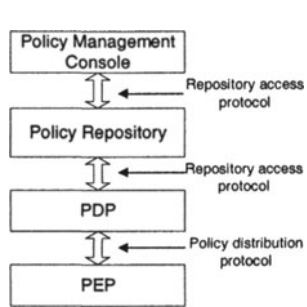 Policy Management
Console
Repository access
protocol
Policy Repository
Repository access
protocol
PDP
Policy distribution
protocol
PEP